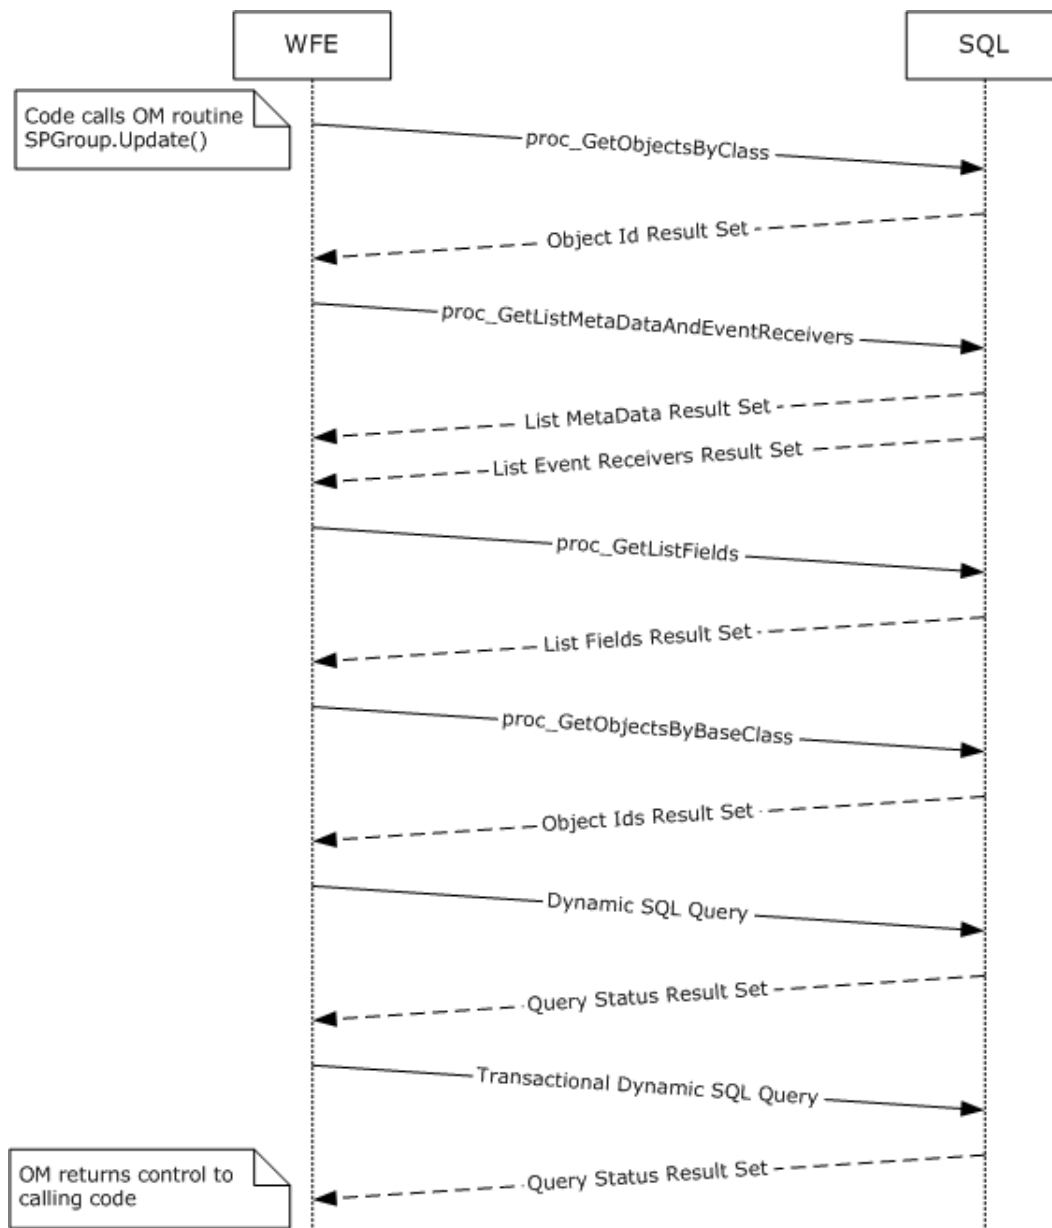 WFE
SQL
Code calls OM routine
SPGroup.Update()
proc_GetObjectsByClass
Object Id Result Set
proc_GetListMetaDataAndEventReceivers
List MetaData Result Set
List Event Receivers Result Set
proc_GetListFields
List Fields Result Set
proc_GetObjectsByBaseClass
Object Ids Result Set
Dynamic SQL Query
Query Status Result Set
Transactional Dynamic SQL Query
Query Status Result Set
OM returns control to
calling code